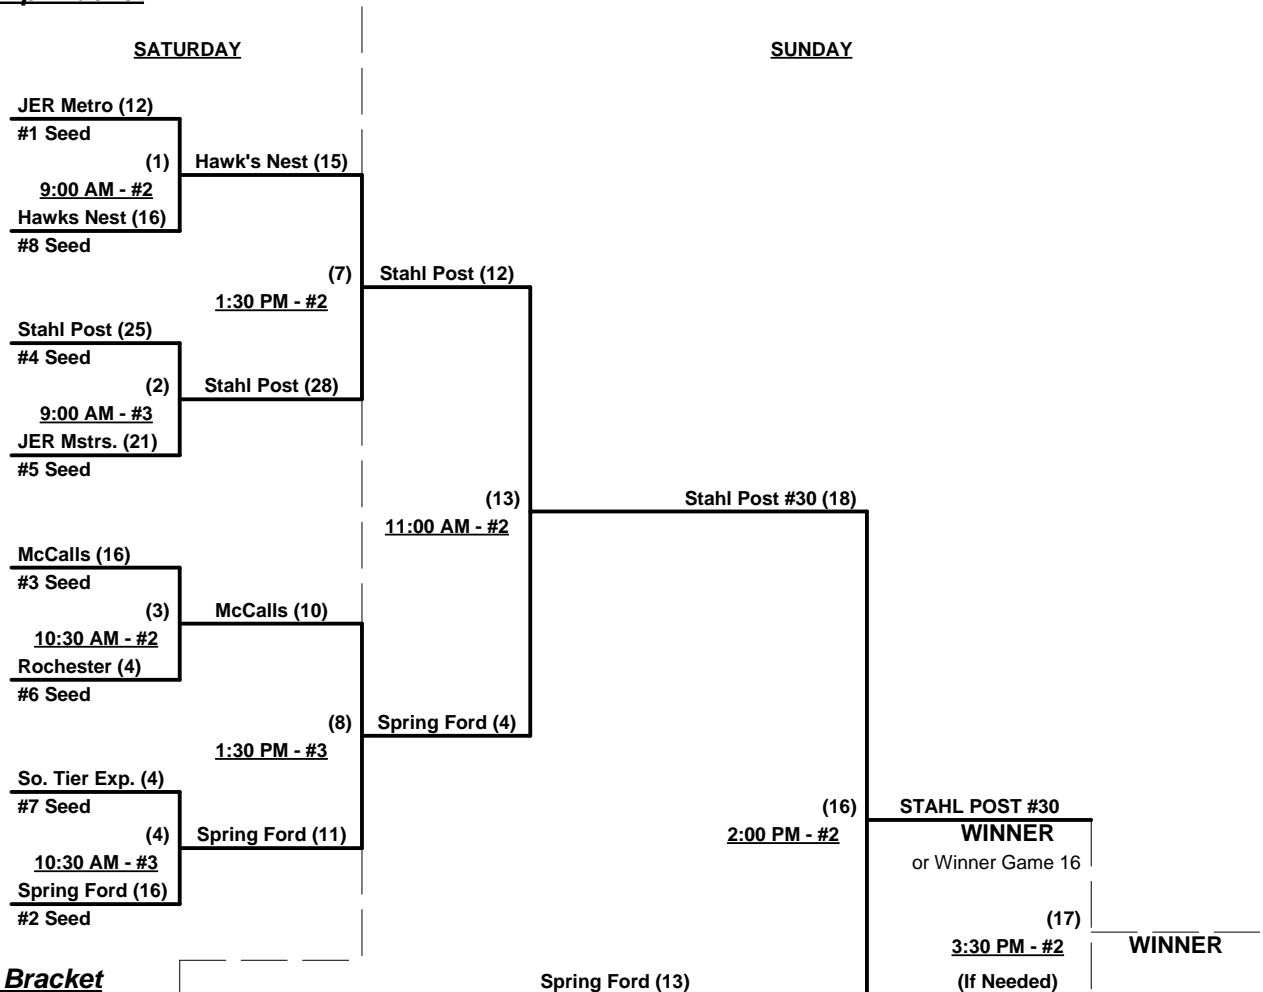 SATURDAY
SUNDAY
JER Metro (12)
#1 Seed
(1)
Hawk's Nest (15)
9:00 AM - #2
Hawks Nest (16)
#8 Seed
(7)
Stahl Post (12)
1:30 PM - #2
Stahl Post (25)
#4 Seed
(2)
Stahl Post (28)
9:00 AM - #3
JER Mstrs. (21)
#5 Seed
(13)
Stahl Post #30 (18)
11:00 AM - #2
McCalls (16)
#3 Seed
(3)
McCalls (10)
10:30 AM - #2
Rochester (4)
#6 Seed
(8)
Spring Ford (4)
1:30 PM - #3
So. Tier Exp. (4)
#7 Seed
(16)
STAHL POST #30
(4)
Spring Ford (11)
2:00 PM - #2
WINNER
10:30 AM - #3
or Winner Game 16
Spring Ford (16)
#2 Seed
(17)
3:30 PM - #2
WINNER
Bracket
Spring Ford (13)
(If Needed)